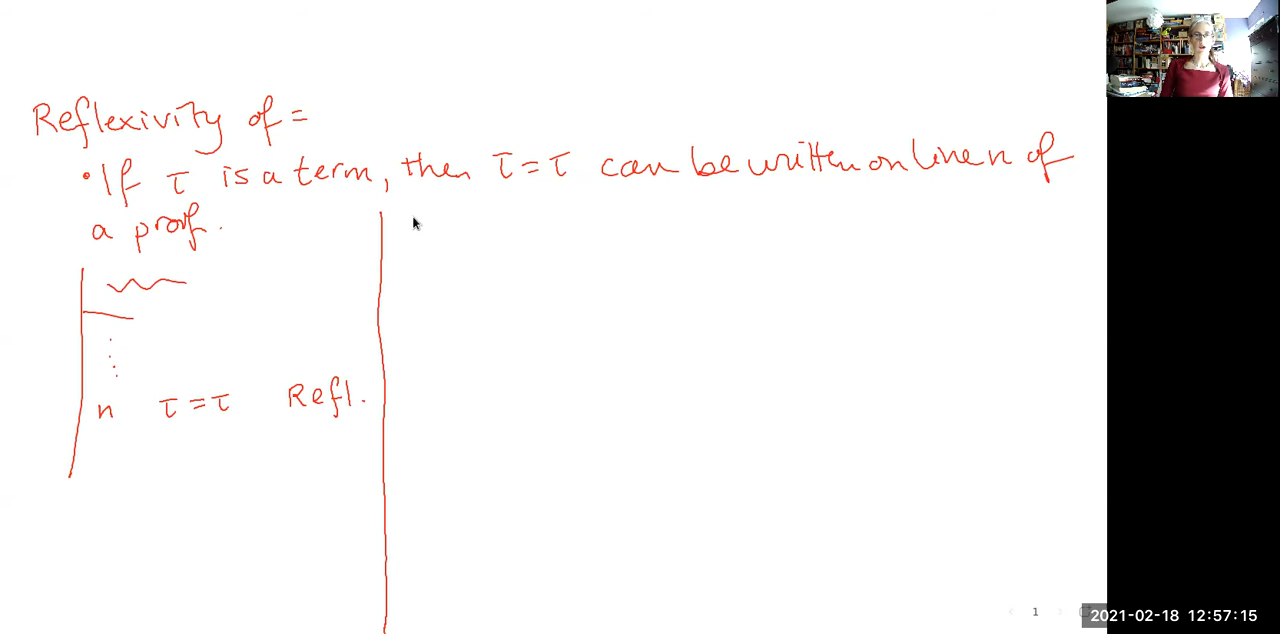 Reflexivity of =
• If τ is a term, then τ = τ can be written on line n of
a proof.
n τ = τ Refl.
1
2021-02-18 12:57:15